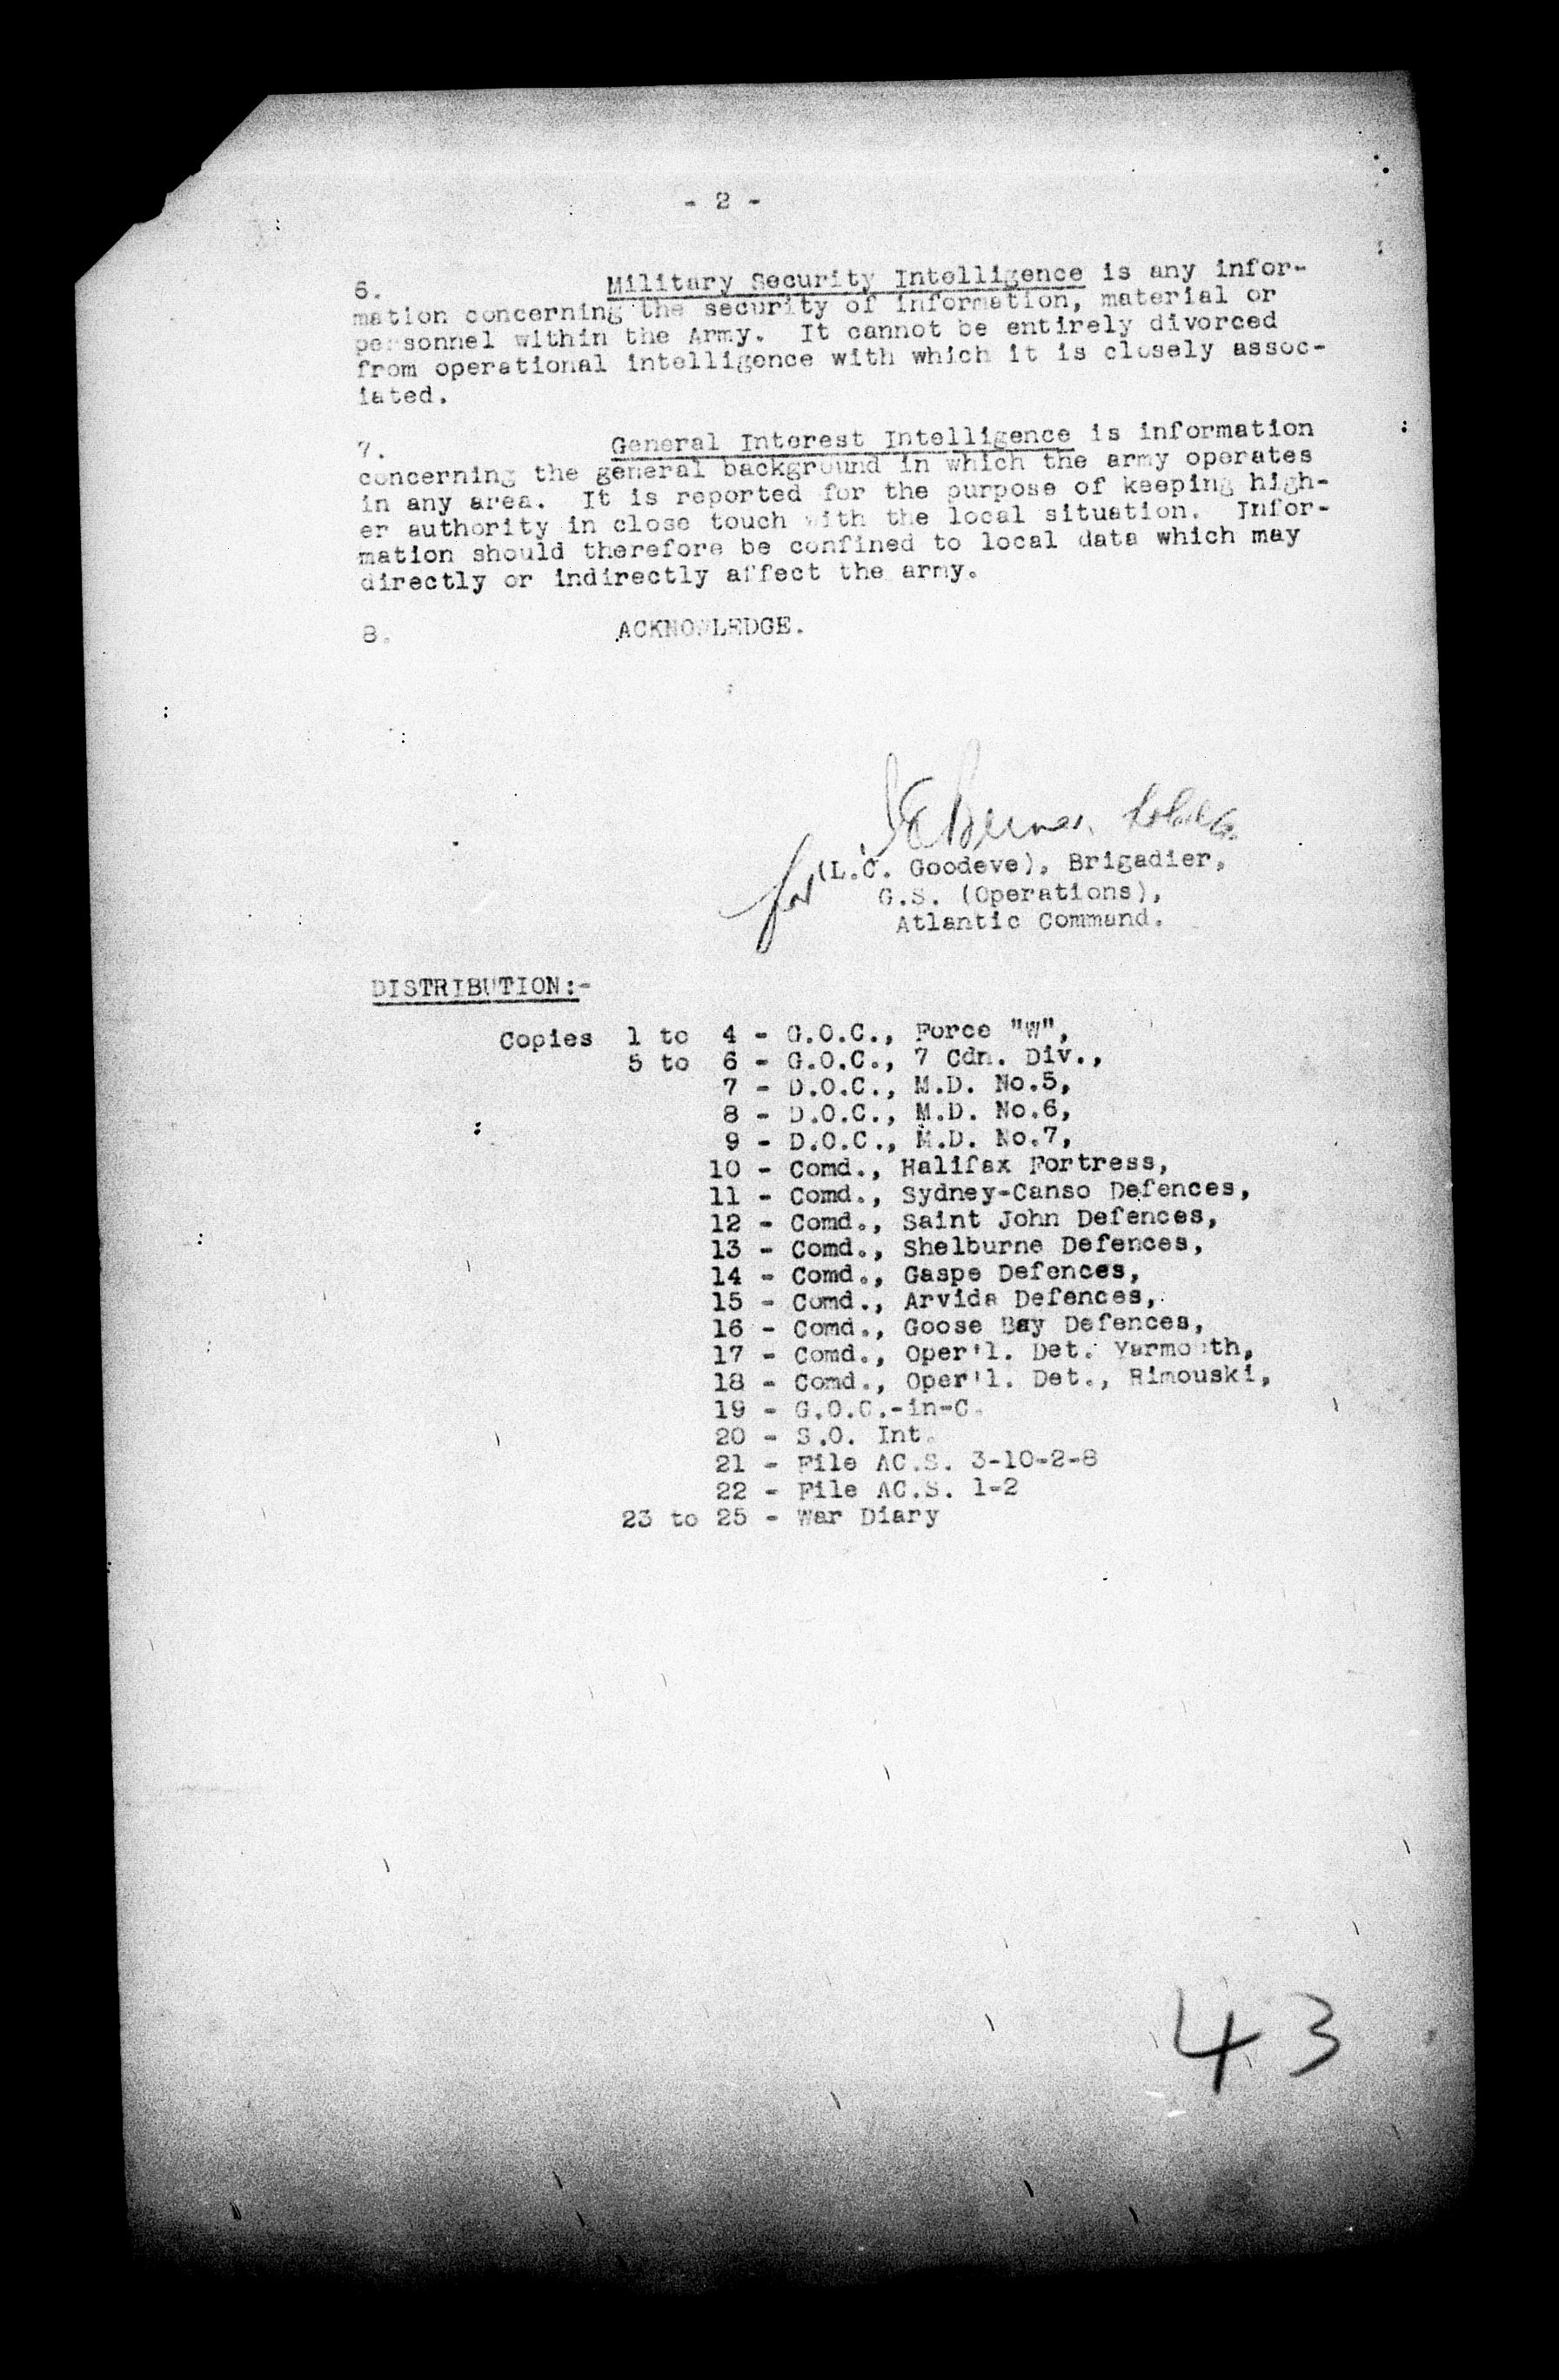 - 2 -
6. Military Security Intelligence is any infor-
mation concerning the security of information, material or
personnel within the Army. It cannot be entirely divorced
from operational intelligence with which it is closely assoc-
iated.
7. General Interest Intelligence is information
concerning the general background in which the army operates
in any area. It is reported for the purpose of keeping high-
er authority in close touch with the local situation. Infor-
mation should therefore be confined to local data which may
directly or indirectly affect the army.
8. ACKNOWLEDGE.
for (L.C. Goodeve), Brigadier,
G.S. (Operations),
Atlantic Command.
DISTRIBUTION:-
Copies 1 to 4 - G.O.C., Force "W",
5 to 6 - G.O.C., 7 Cdn. Div.,
7 - D.O.C., M.D. No.5,
8 - D.O.C., M.D. No.6,
9 - D.O.C., M.D. No.7,
10 - Comd., Halifax Fortress,
11 - Comd., Sydney-Canso Defences,
12 - Comd., Saint John Defences,
13 - Comd., Shelburne Defences,
14 - Comd., Gaspe Defences,
15 - Comd., Arvida Defences,
16 - Comd., Goose Bay Defences,
17 - Comd., Oper'l. Det. Yarmouth,
18 - Comd., Oper'l. Det., Rimouski,
19 - G.O.C.-in-C.
20 - S.O. Int.
21 - File AC.S. 3-10-2-8
22 - File AC.S. 1-2
23 to 25 - War Diary
43